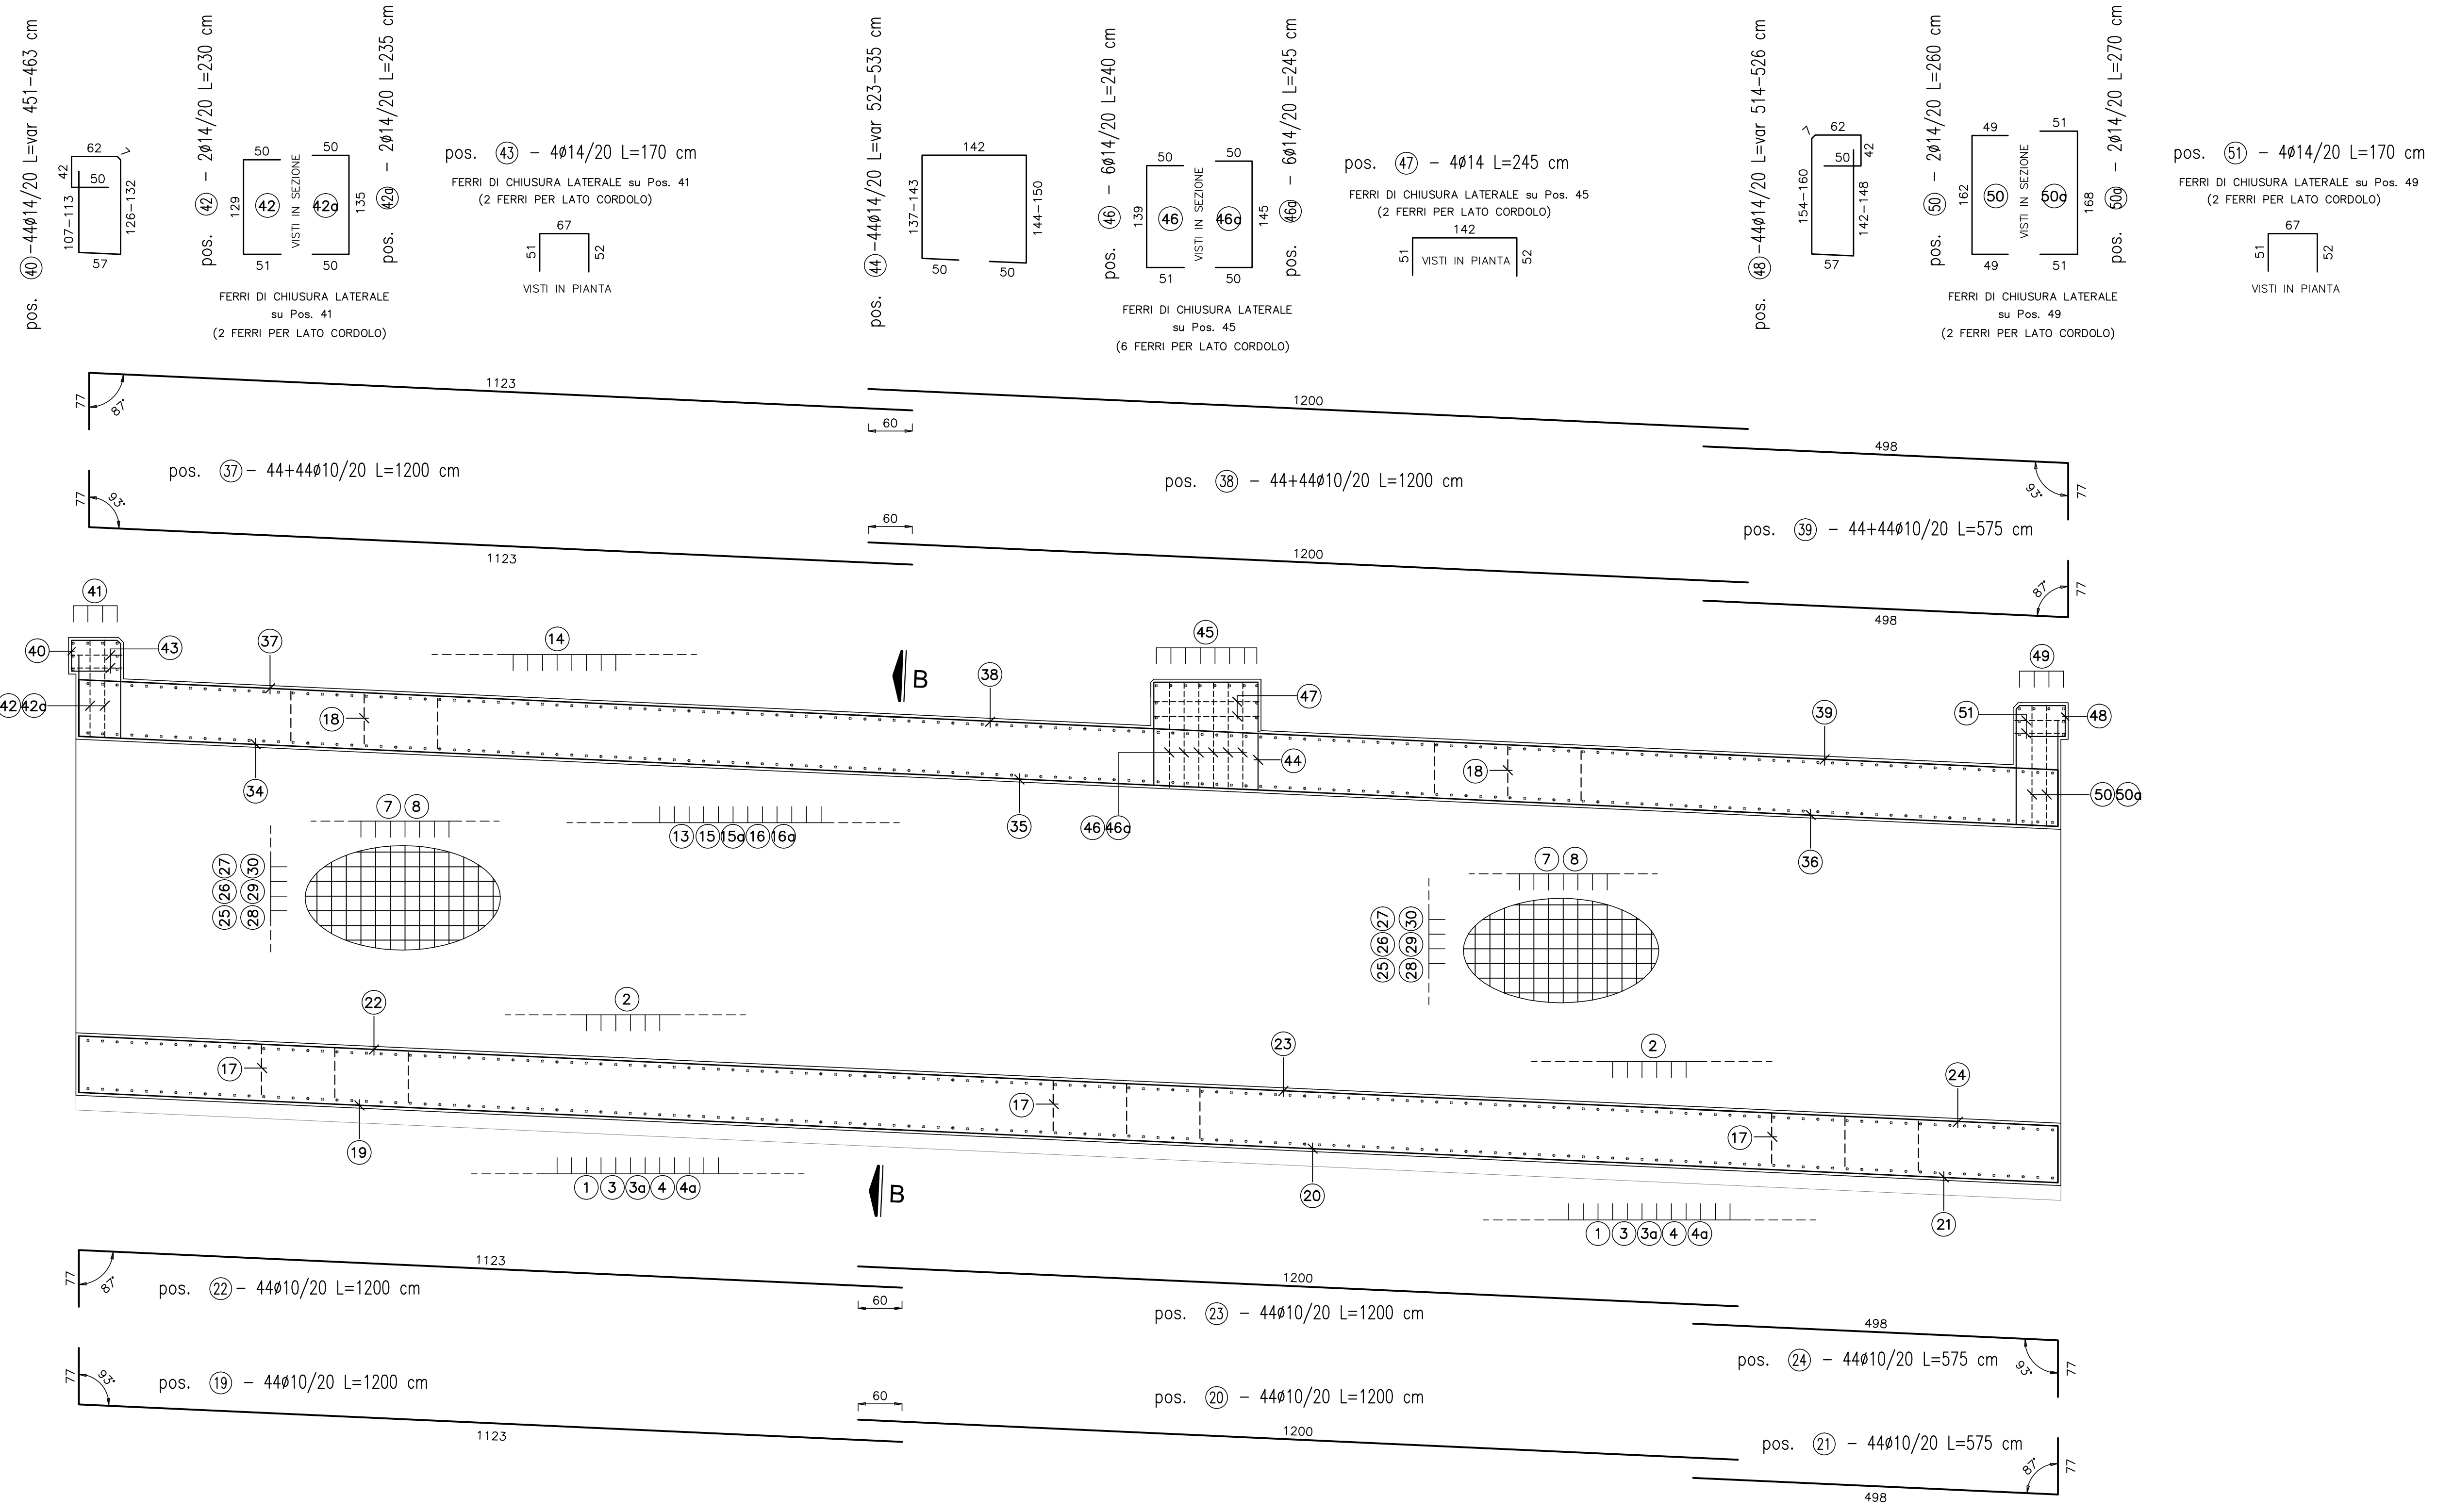 pos. 40-44ø14/20 L=var 451-463 cm
62
7
42
50
107-113
126-132
57
pos. 42 - 2ø14/20 L=230 cm
50
129
42
51
VISTI IN SEZIONE
50
42a
135
50
pos. 42a - 2ø14/20 L=235 cm
FERRI DI CHIUSURA LATERALE
su Pos. 41
(2 FERRI PER LATO CORDOLO)
pos. 43 - 4ø14/20 L=170 cm
FERRI DI CHIUSURA LATERALE su Pos. 41
(2 FERRI PER LATO CORDOLO)
67
51
52
VISTI IN PIANTA
pos. 44-44ø14/20 L=var 523-535 cm
142
137-143
144-150
50
50
pos. 46 - 6ø14/20 L=240 cm
50
139
46
51
VISTI IN SEZIONE
50
46a
145
50
pos. 46a - 6ø14/20 L=245 cm
FERRI DI CHIUSURA LATERALE
su Pos. 45
(6 FERRI PER LATO CORDOLO)
pos. 47 - 4ø14 L=245 cm
FERRI DI CHIUSURA LATERALE su Pos. 45
(2 FERRI PER LATO CORDOLO)
142
51
VISTI IN PIANTA
52
pos. 48-44ø14/20 L=var 514-526 cm
7
62
50
42
154-160
142-148
57
pos. 50 - 2ø14/20 L=260 cm
49
162
50
49
VISTI IN SEZIONE
51
50a
168
51
pos. 50a - 2ø14/20 L=270 cm
FERRI DI CHIUSURA LATERALE
su Pos. 49
(2 FERRI PER LATO CORDOLO)
pos. 51 - 4ø14/20 L=170 cm
FERRI DI CHIUSURA LATERALE su Pos. 49
(2 FERRI PER LATO CORDOLO)
67
51
52
VISTI IN PIANTA
77
87°
1123
60
1200
498
93°
77
pos. 37 - 44+44ø10/20 L=1200 cm
pos. 38 - 44+44ø10/20 L=1200 cm
pos. 39 - 44+44ø10/20 L=575 cm
77
93°
1123
60
1200
498
87°
77
41
40
43
42 42a
37
14
18
34
B
38
45
47
46 46a
44
35
18
39
36
49
51
48
50 50a
7 8
27 30
26 29
25 28
13 15 15a 16 16a
7 8
27 30
26 29
25 28
22
2
17
19
1 3 3a 4 4a
B
17
23
20
2
17
24
21
1 3 3a 4 4a
77
87°
1123
60
1200
498
93°
77
pos. 22 - 44ø10/20 L=1200 cm
pos. 23 - 44ø10/20 L=1200 cm
pos. 24 - 44ø10/20 L=575 cm
77
93°
pos. 19 - 44ø10/20 L=1200 cm
1123
60
pos. 20 - 44ø10/20 L=1200 cm
1200
pos. 21 - 44ø10/20 L=575 cm
498
87°
77